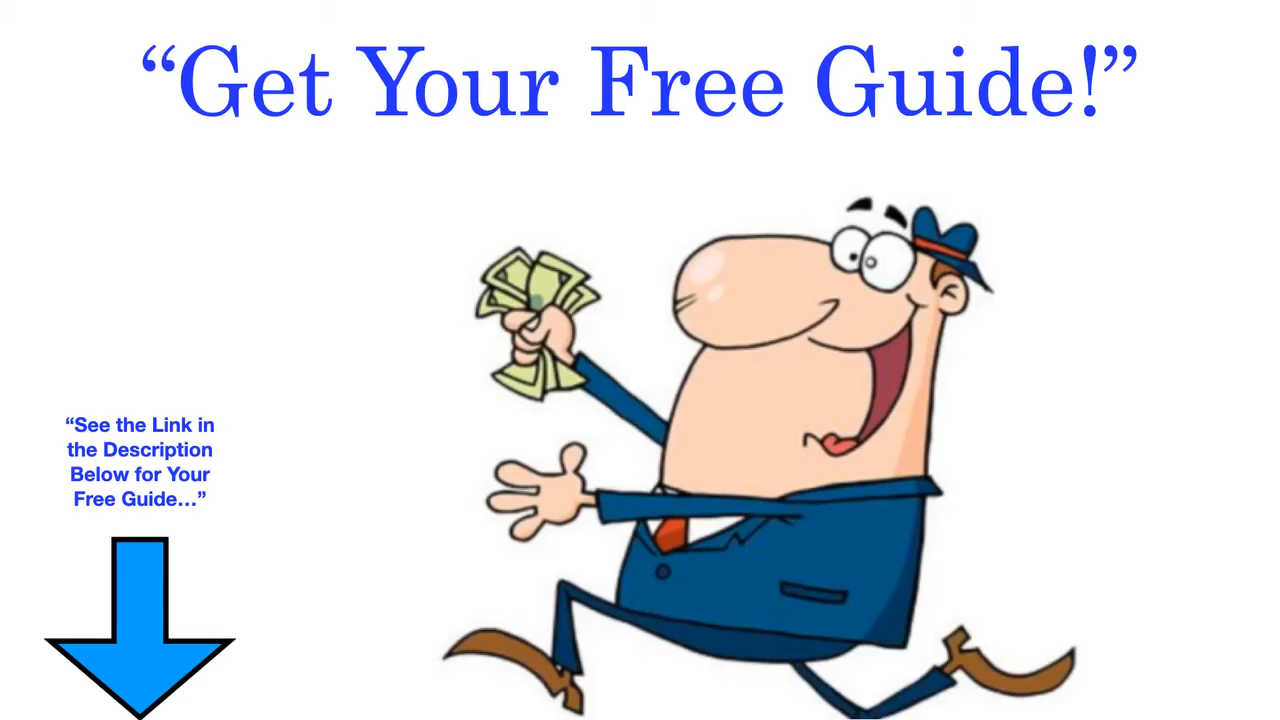 “Get Your Free Guide!”
“See the Link in
the Description
Below for Your
Free Guide...”